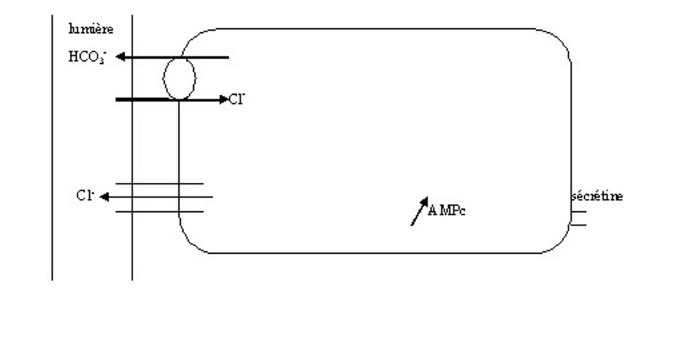 lumière
HCO₃⁻
Cl⁻
Cl⁻
sécrétine
AMPc